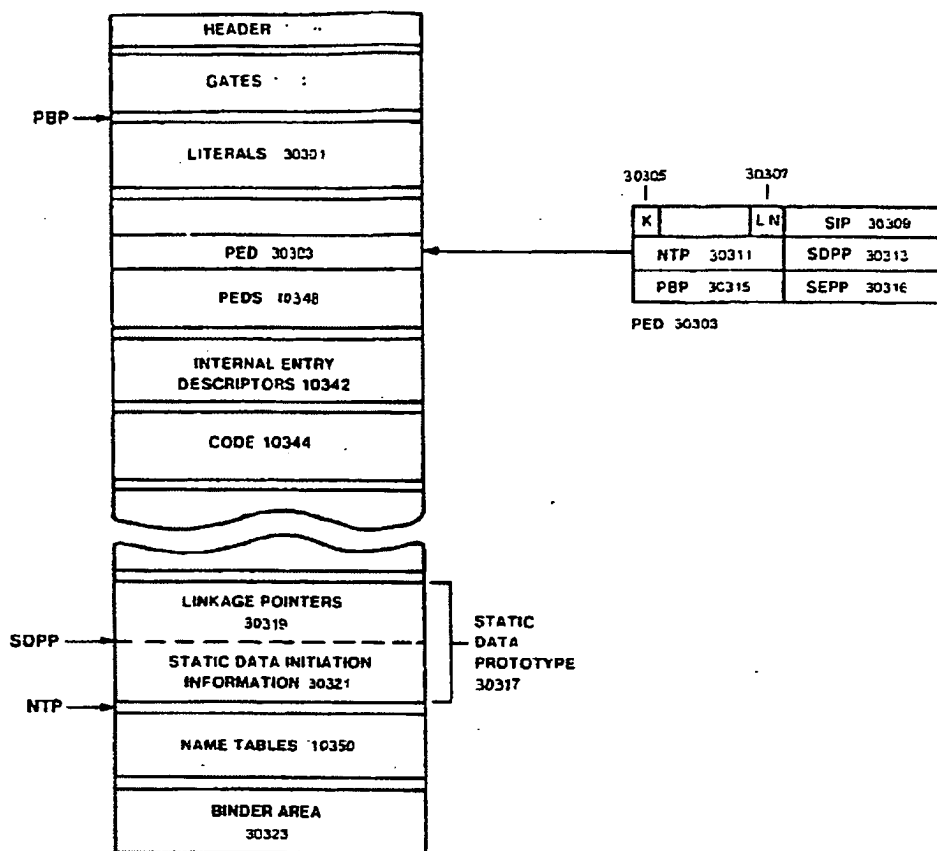 HEADER
GATES
PBP
LITERALS 30301
PED 30303
PEDS 10348
INTERNAL ENTRY
DESCRIPTORS 10342
CODE 10344
LINKAGE POINTERS
30319
SDPP
STATIC DATA INITIATION
INFORMATION 30321
NTP
NAME TABLES 10350
BINDER AREA
30323
STATIC
DATA
PROTOTYPE
30317
30305 30307
K LN SIP 30309
NTP 30311 SDPP 30313
PBP 30315 SEPP 30316
PED 30303